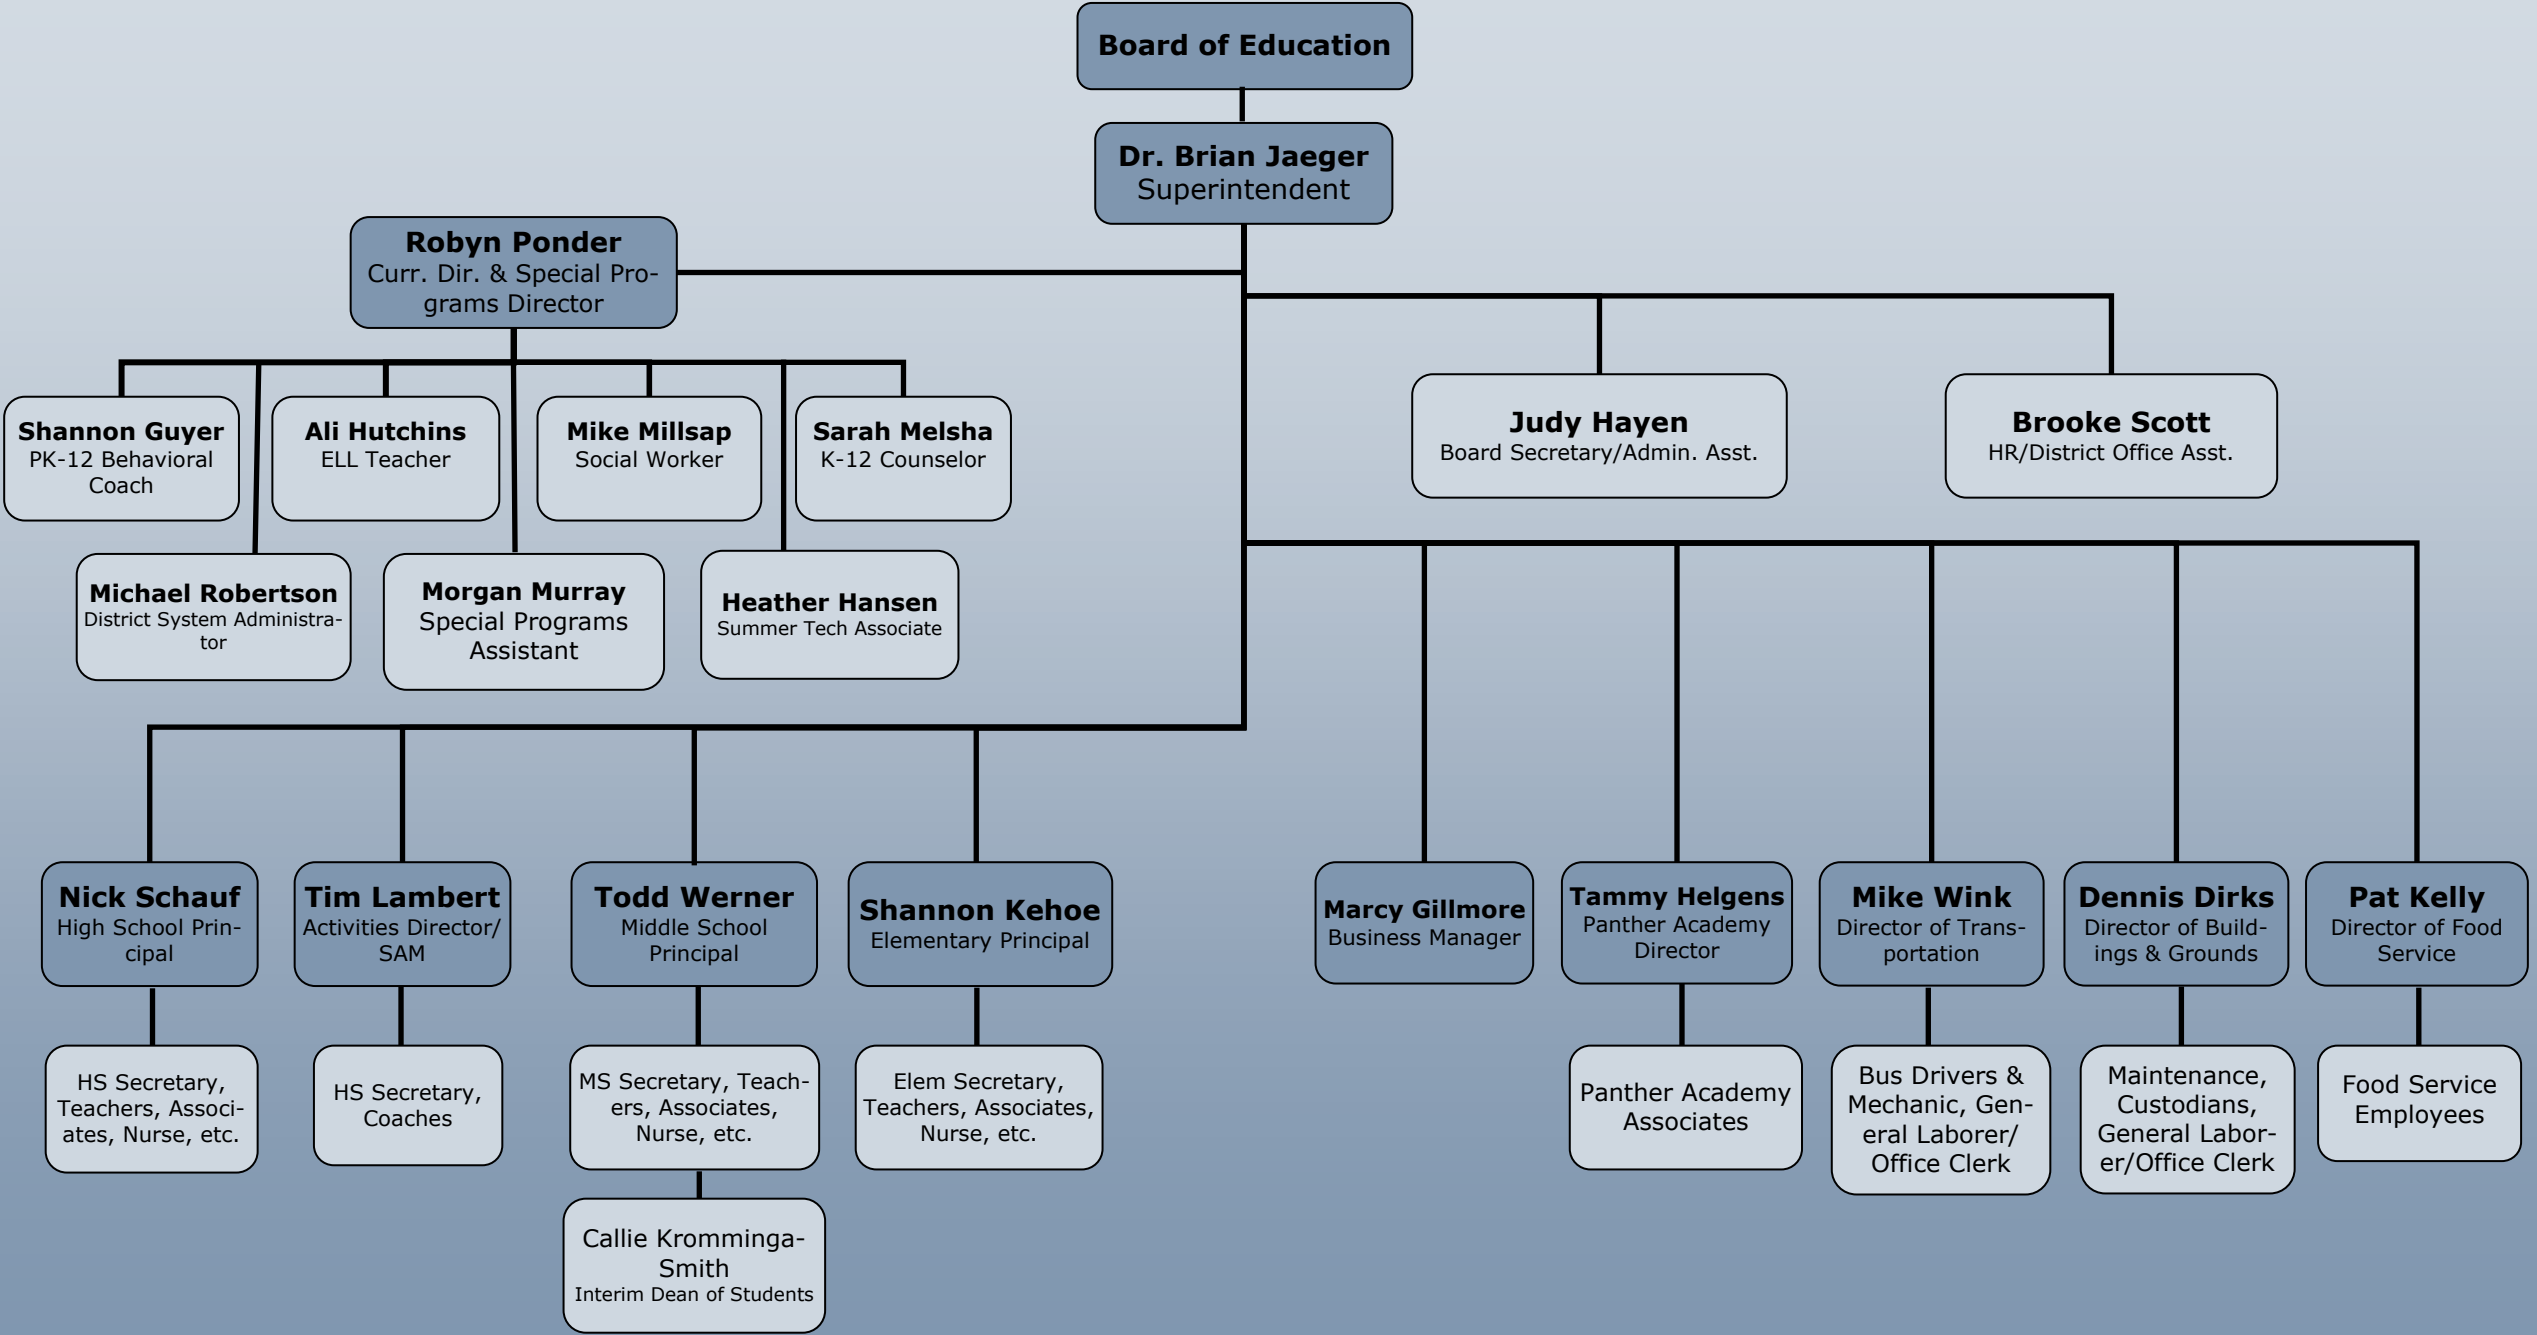 Board of Education
Dr. Brian Jaeger
Superintendent
Robyn Ponder
Curr. Dir. & Special Pro-
grams Director
Shannon Guyer
PK-12 Behavioral
Coach
Ali Hutchins
ELL Teacher
Mike Millsap
Social Worker
Sarah Melsha
K-12 Counselor
Judy Hayen
Board Secretary/Admin. Asst.
Brooke Scott
HR/District Office Asst.
Michael Robertson
District System Administra-
tor
Morgan Murray
Special Programs
Assistant
Heather Hansen
Summer Tech Associate
Nick Schauf
High School Prin-
cipal
Tim Lambert
Activities Director/
SAM
Todd Werner
Middle School
Principal
Shannon Kehoe
Elementary Principal
Marcy Gillmore
Business Manager
Tammy Helgens
Panther Academy
Director
Mike Wink
Director of Trans-
portation
Dennis Dirks
Director of Build-
ings & Grounds
Pat Kelly
Director of Food
Service
HS Secretary,
Teachers, Associ-
ates, Nurse, etc.
HS Secretary,
Coaches
MS Secretary, Teach-
ers, Associates,
Nurse, etc.
Elem Secretary,
Teachers, Associates,
Nurse, etc.
Panther Academy
Associates
Bus Drivers &
Mechanic, Gen-
eral Laborer/
Office Clerk
Maintenance,
Custodians,
General Labor-
er/Office Clerk
Food Service
Employees
Callie Kromminga-
Smith
Interim Dean of Students